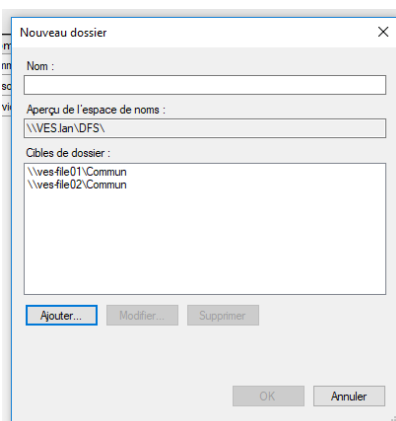 Nouveau dossier
Nom :
Aperçu de l'espace de noms :
\\VES.lan\DFS\
Cibles de dossier :
\\ves-file01\Commun
\\ves-file02\Commun
Ajouter...
Modifier...
Supprimer
OK
Annuler